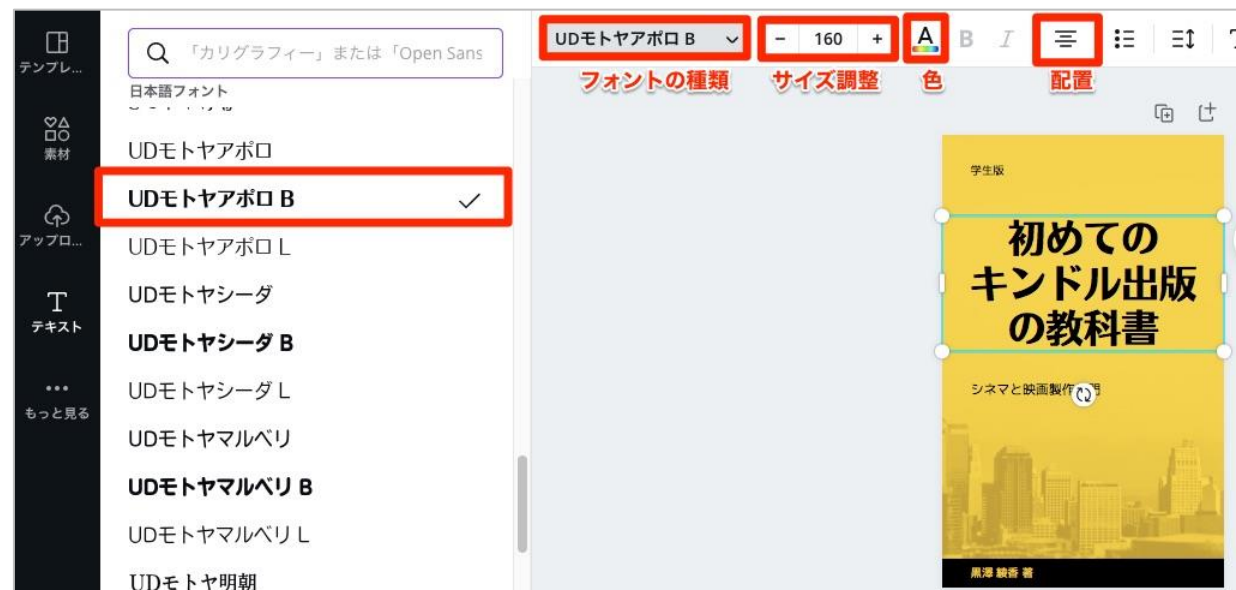 テンプレ...
素材
アップロ...
テキスト
もっと見る
「カリグラフィー」または「Open Sans
日本語フォント
UDモトヤアポロ
UDモトヤアポロ B
UDモトヤアポロ L
UDモトヤシーダ
UDモトヤシーダ B
UDモトヤシーダ L
UDモトヤマルベリ
UDモトヤマルベリ B
UDモトヤマルベリ L
UDモトヤ明朝
UDモトヤアポロ B
– 160 +
A B I
フォントの種類 サイズ調整 色 配置
学生版
初めての
キンドル出版
の教科書
シネマと映画製作
黒澤 綾香 著